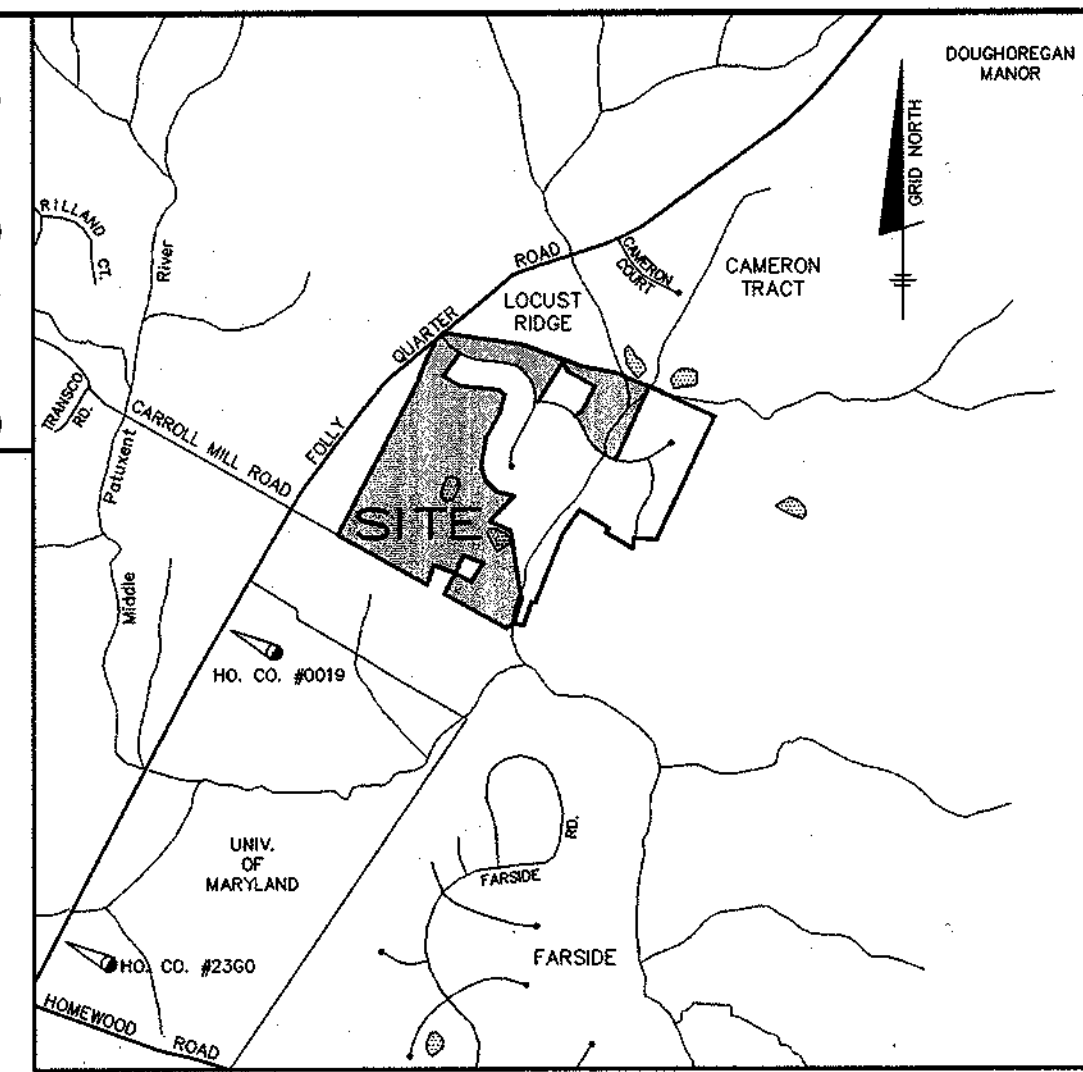 DOUGHOREGAN
MANOR
GRID NORTH
RILLAND
CT.
River
ROAD
CAMERON
COURT
CAMERON
TRACT
LOCUST
RIDGE
QUARTER
FOLLY
TRANSCO
RD.
CARROLL MILL ROAD
Patuxent
Middle
SITE
HO. CO. #0019
UNIV.
OF
MARYLAND
RD.
FARSIDE
FARSIDE
HO. CO. #23G0
HOMEWOOD
ROAD